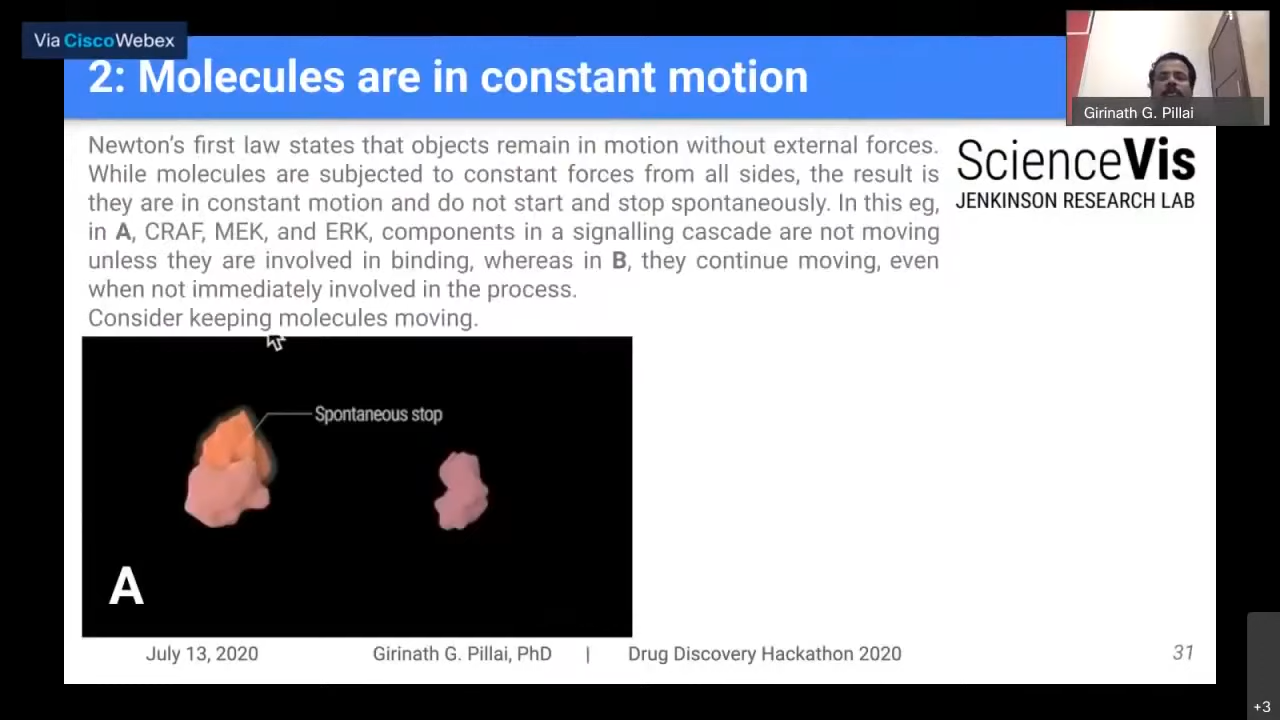 Via CiscoWebex
2: Molecules are in constant motion
Girinath G. Pillai
Newton's first law states that objects remain in motion without external forces.
While molecules are subjected to constant forces from all sides, the result is
they are in constant motion and do not start and stop spontaneously. In this eg,
in A, CRAF, MEK, and ERK, components in a signalling cascade are not moving
unless they are involved in binding, whereas in B, they continue moving, even
when not immediately involved in the process.
Consider keeping molecules moving.
ScienceVis
JENKINSON RESEARCH LAB
Spontaneous stop
A
July 13, 2020 Girinath G. Pillai, PhD | Drug Discovery Hackathon 2020 31
+3